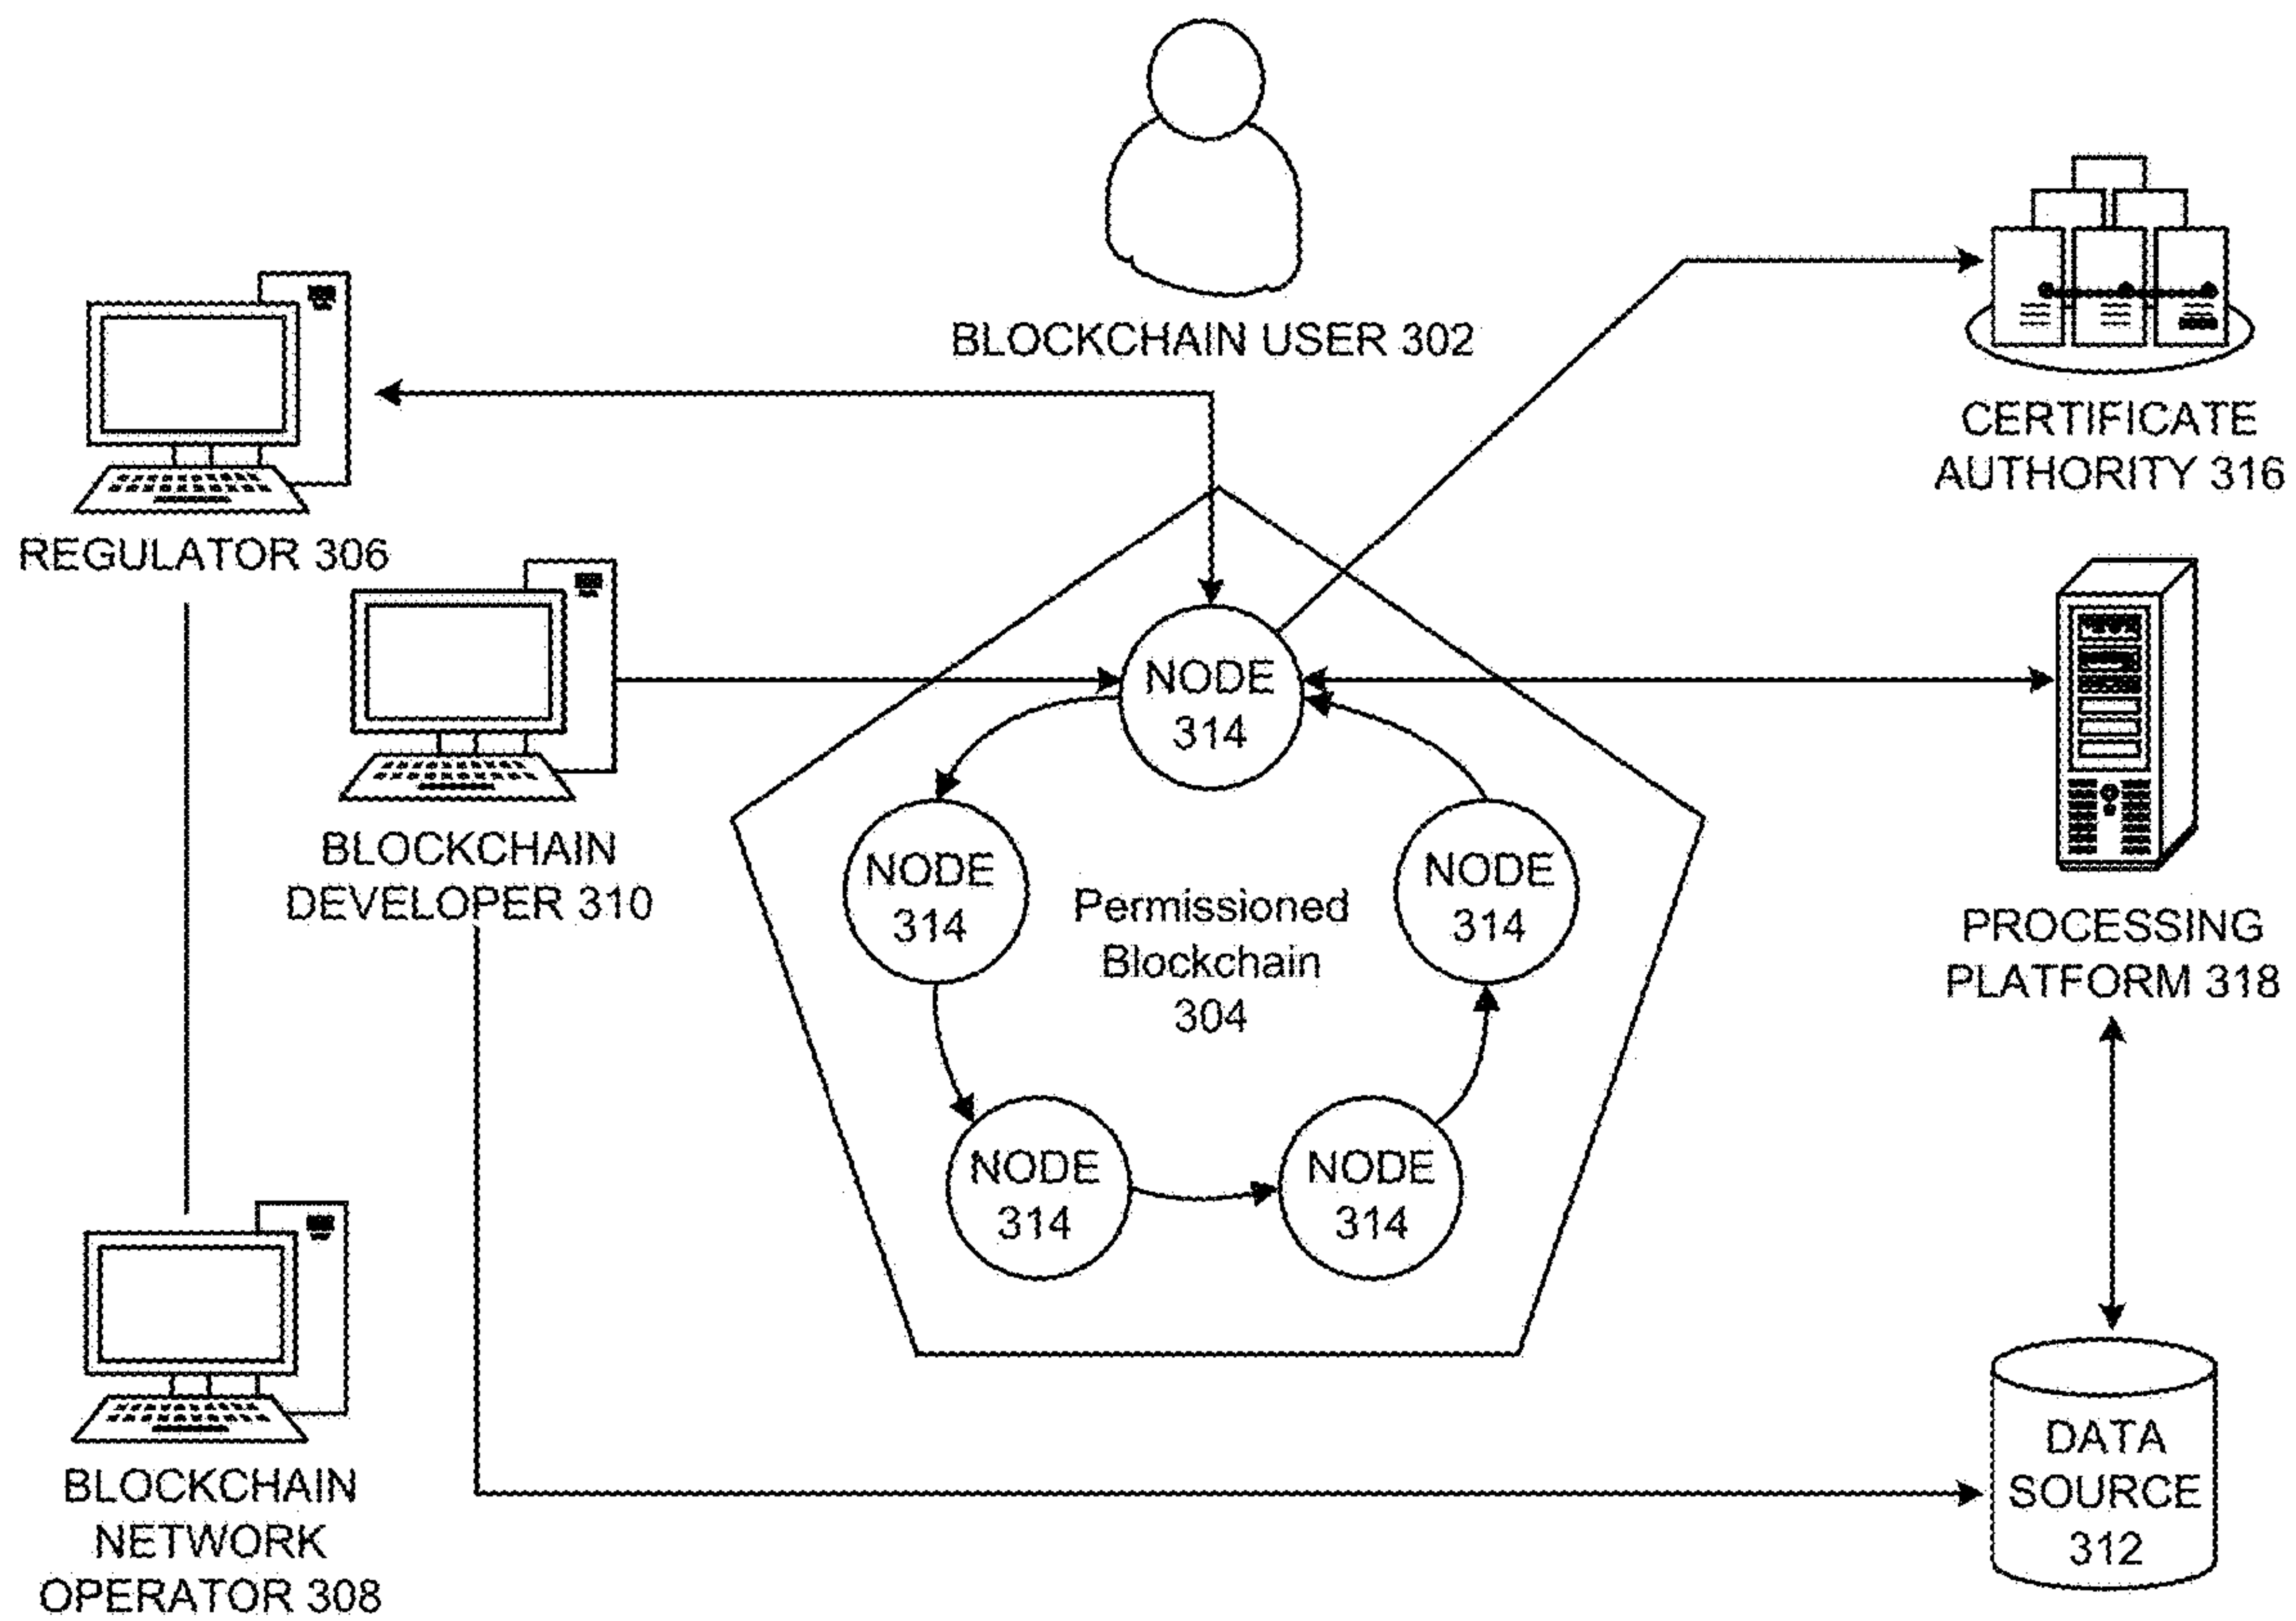 BLOCKCHAIN USER 302
CERTIFICATE
AUTHORITY 316
REGULATOR 306
BLOCKCHAIN
DEVELOPER 310
NODE
314
NODE
314
Permissioned
Blockchain
304
NODE
314
PROCESSING
PLATFORM 318
NODE
314
NODE
314
BLOCKCHAIN
NETWORK
OPERATOR 308
DATA
SOURCE
312